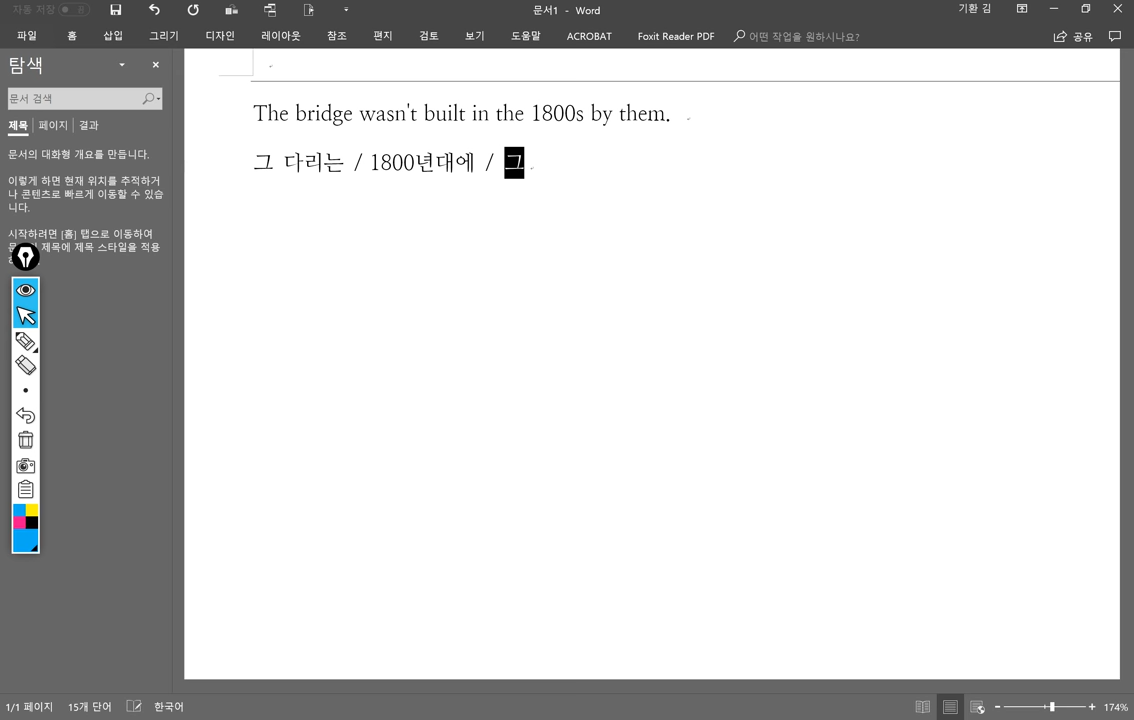 자동 저장
문서1 - Word
기환 김
파일 홈 삽입 그리기 디자인 레이아웃 참조 편지 검토 보기 도움말 ACROBAT Foxit Reader PDF 어떤 작업을 원하시나요? 공유
탐색
문서 검색
제목 페이지 결과
문서의 대화형 개요를 만듭니다.
이렇게 하면 현재 위치를 추적하거
나 콘텐츠로 빠르게 이동할 수 있습
니다.
시작하려면 [홈] 탭으로 이동하여
제목에 제목 스타일을 적용
The bridge wasn't built in the 1800s by them.
그 다리는 / 1800년대에 / 그
1/1 페이지 15개 단어 한국어 174%